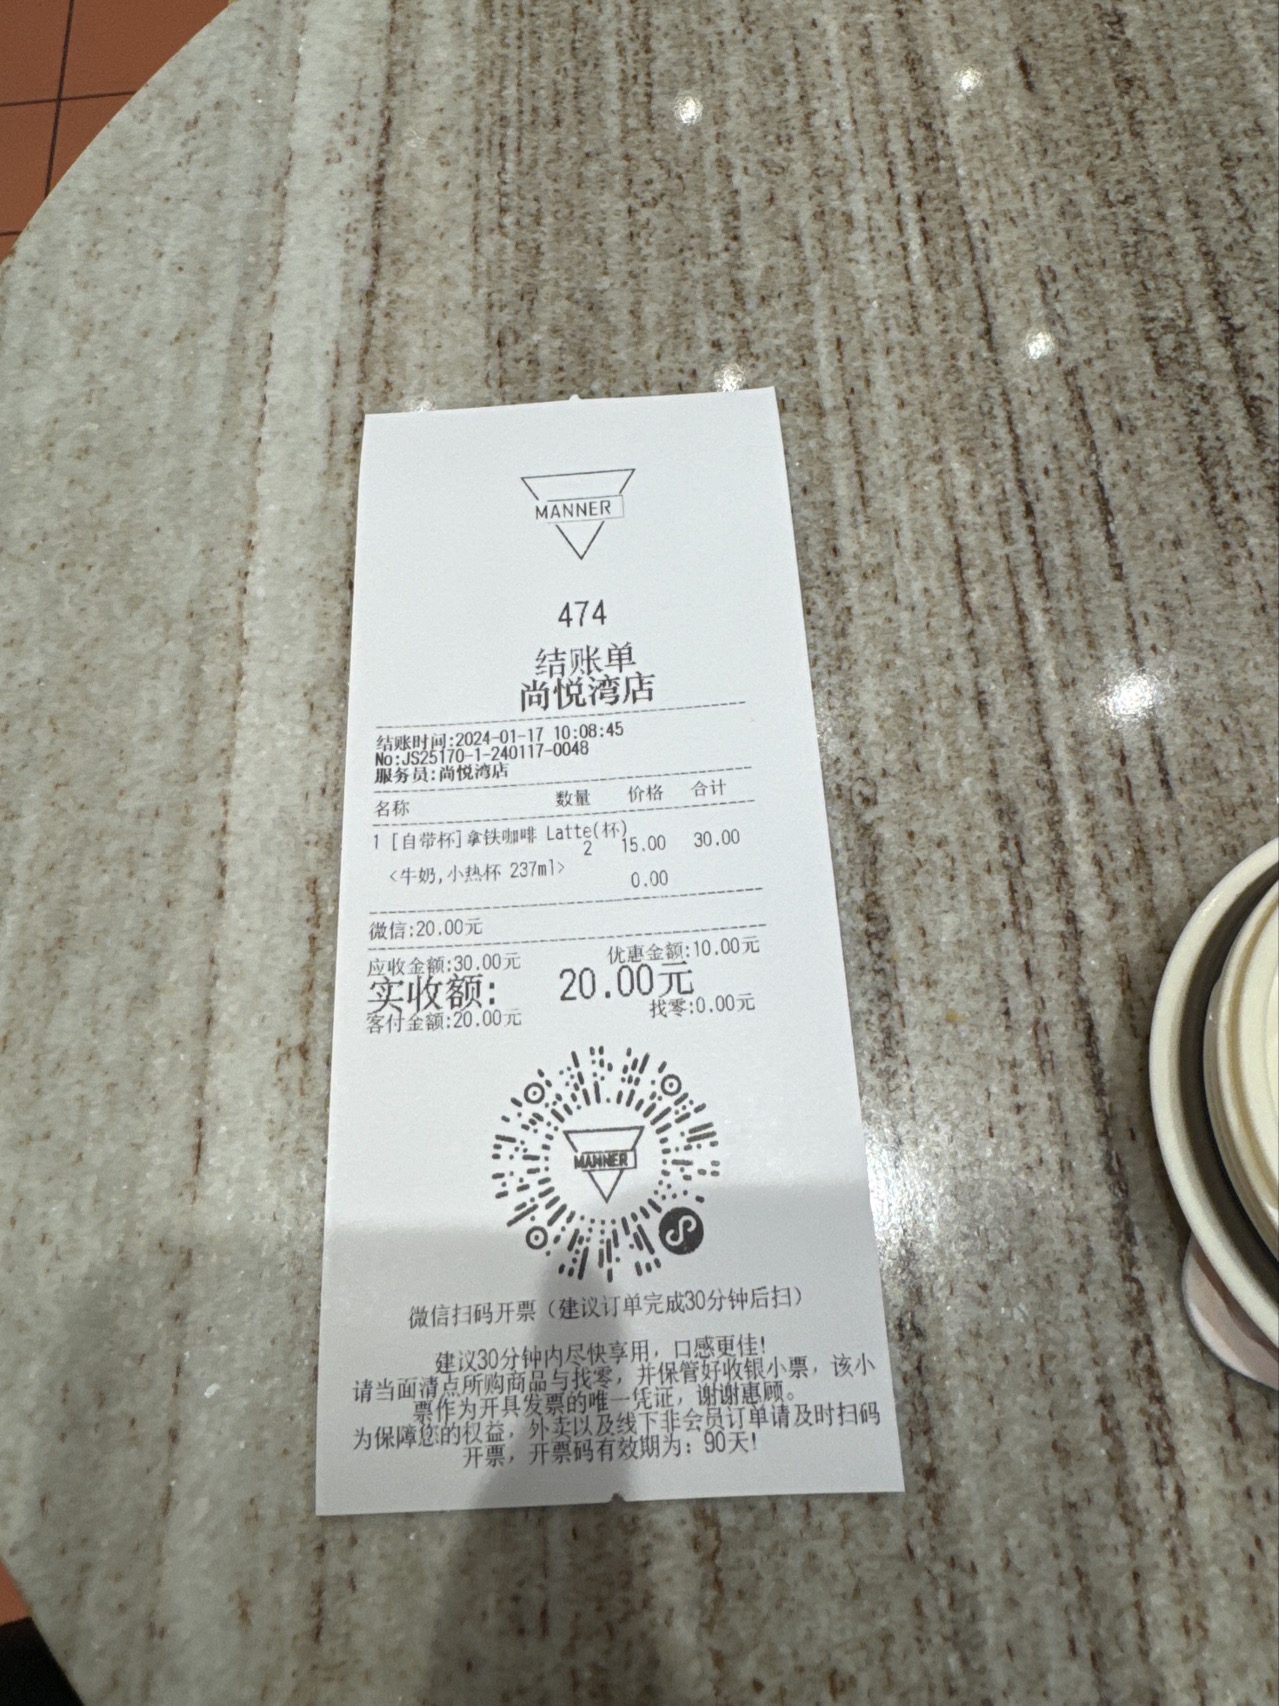 MANNER
474
结账单
尚悦湾店
结账时间:2024-01-17 10:08:45
No:JS25170-1-240117-0048
服务员:尚悦湾店
名称 数量 价格 合计
1 [自带杯]拿铁咖啡 Latte(杯)
2 15.00 30.00
<牛奶,小热杯 237ml>
0.00
微信:20.00元
应收金额:30.00元 优惠金额:10.00元
实收额: 20.00元
客付金额:20.00元 找零:0.00元
MANNER
微信扫码开票（建议订单完成30分钟后扫）
建议30分钟内尽快享用，口感更佳!
请当面清点所购商品与找零，并保管好收银小票，该小
票作为开具发票的唯一凭证，谢谢惠顾。
为保障您的权益，外卖以及线下非会员订单请及时扫码
开票，开票码有效期为：90天!